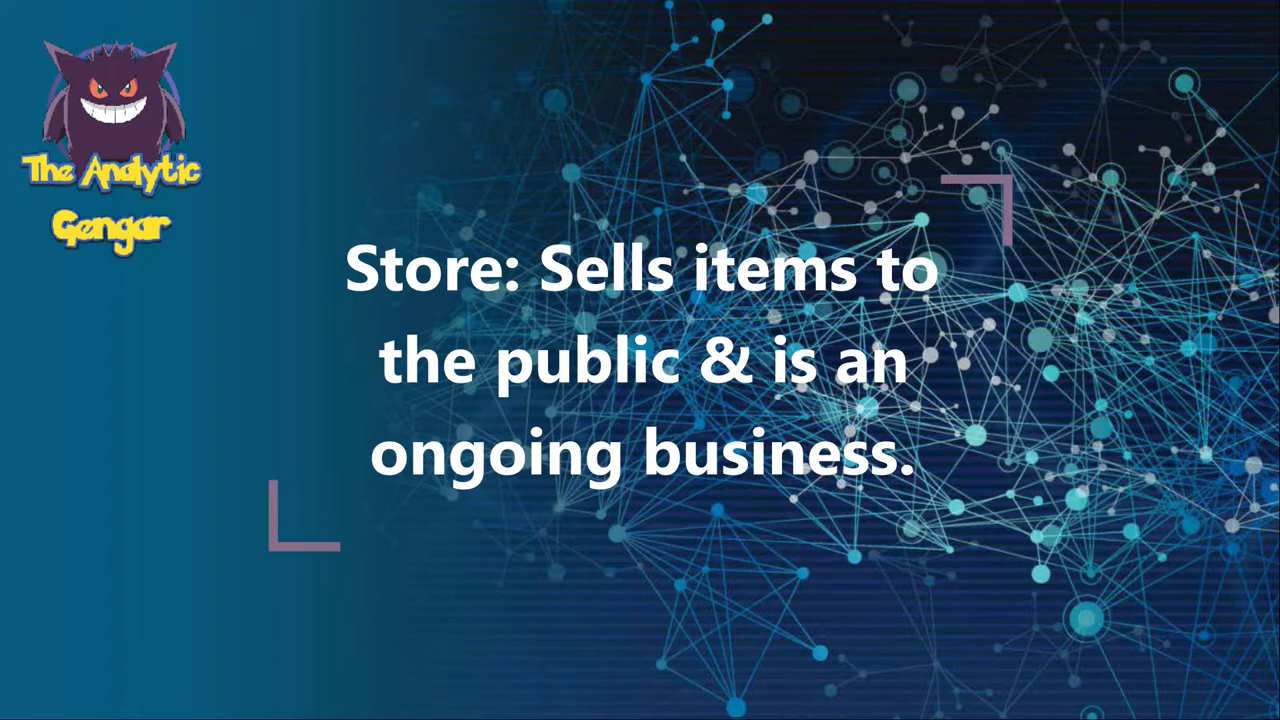 The Analytic
Gengar
Store: Sells items to
the public & is an
ongoing business.